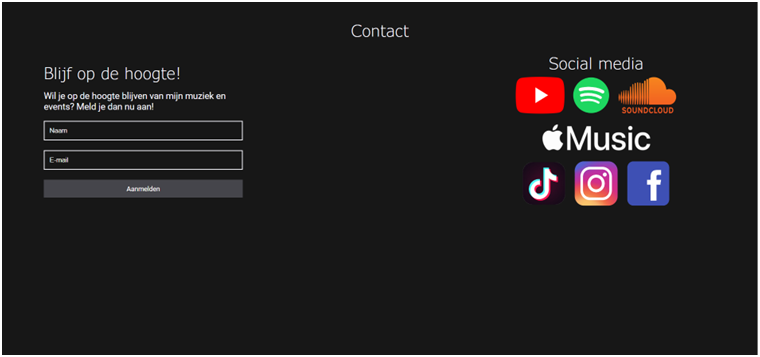 Contact
Blijf op de hoogte!
Wil je op de hoogte blijven van mijn muziek en
events? Meld je dan nu aan!
Naam
E-mail
Aanmelden
Social media
SOUNDCLOUD
Music